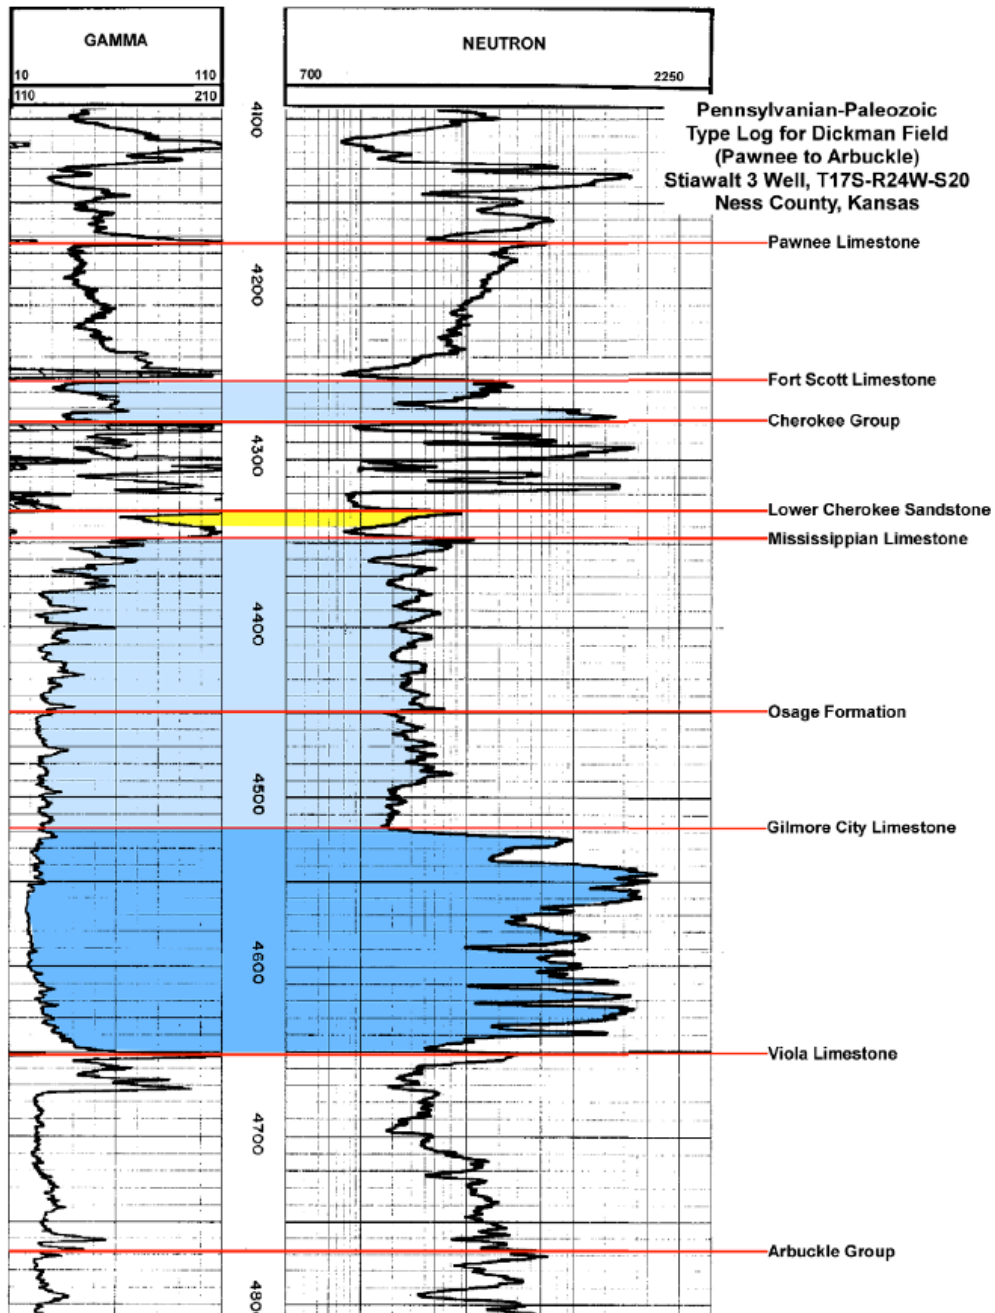 GAMMA
NEUTRON
10 110
110 210
700 2250
Pennsylvanian-Paleozoic
Type Log for Dickman Field
(Pawnee to Arbuckle)
Stiawalt 3 Well, T17S-R24W-S20
Ness County, Kansas
4100
Pawnee Limestone
4200
Fort Scott Limestone
Cherokee Group
4300
Lower Cherokee Sandstone
Mississippian Limestone
4400
Osage Formation
4500
Gilmore City Limestone
4600
Viola Limestone
4700
Arbuckle Group
4800